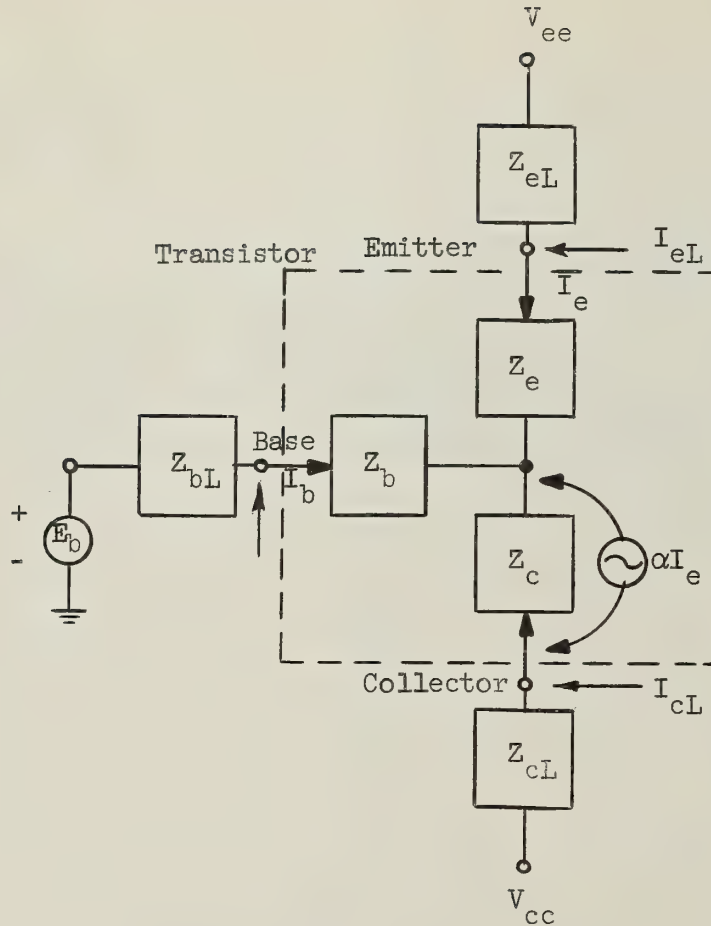 V_ee
Z_eL
Transistor
Emitter
I_eL
I_e
Z_e
Base
Z_bL
I_b
Z_b
+
E_b
-
Z_c
αI_e
Collector
I_cL
Z_cL
V_cc